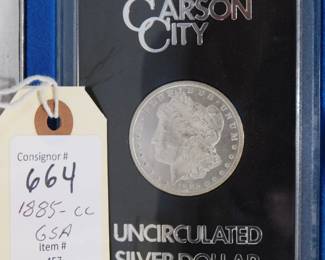 CARSON
CITY
Consignor #
664
1885-CC
GSA
item #
UNCIRCULATED
SILVER DOLLAR